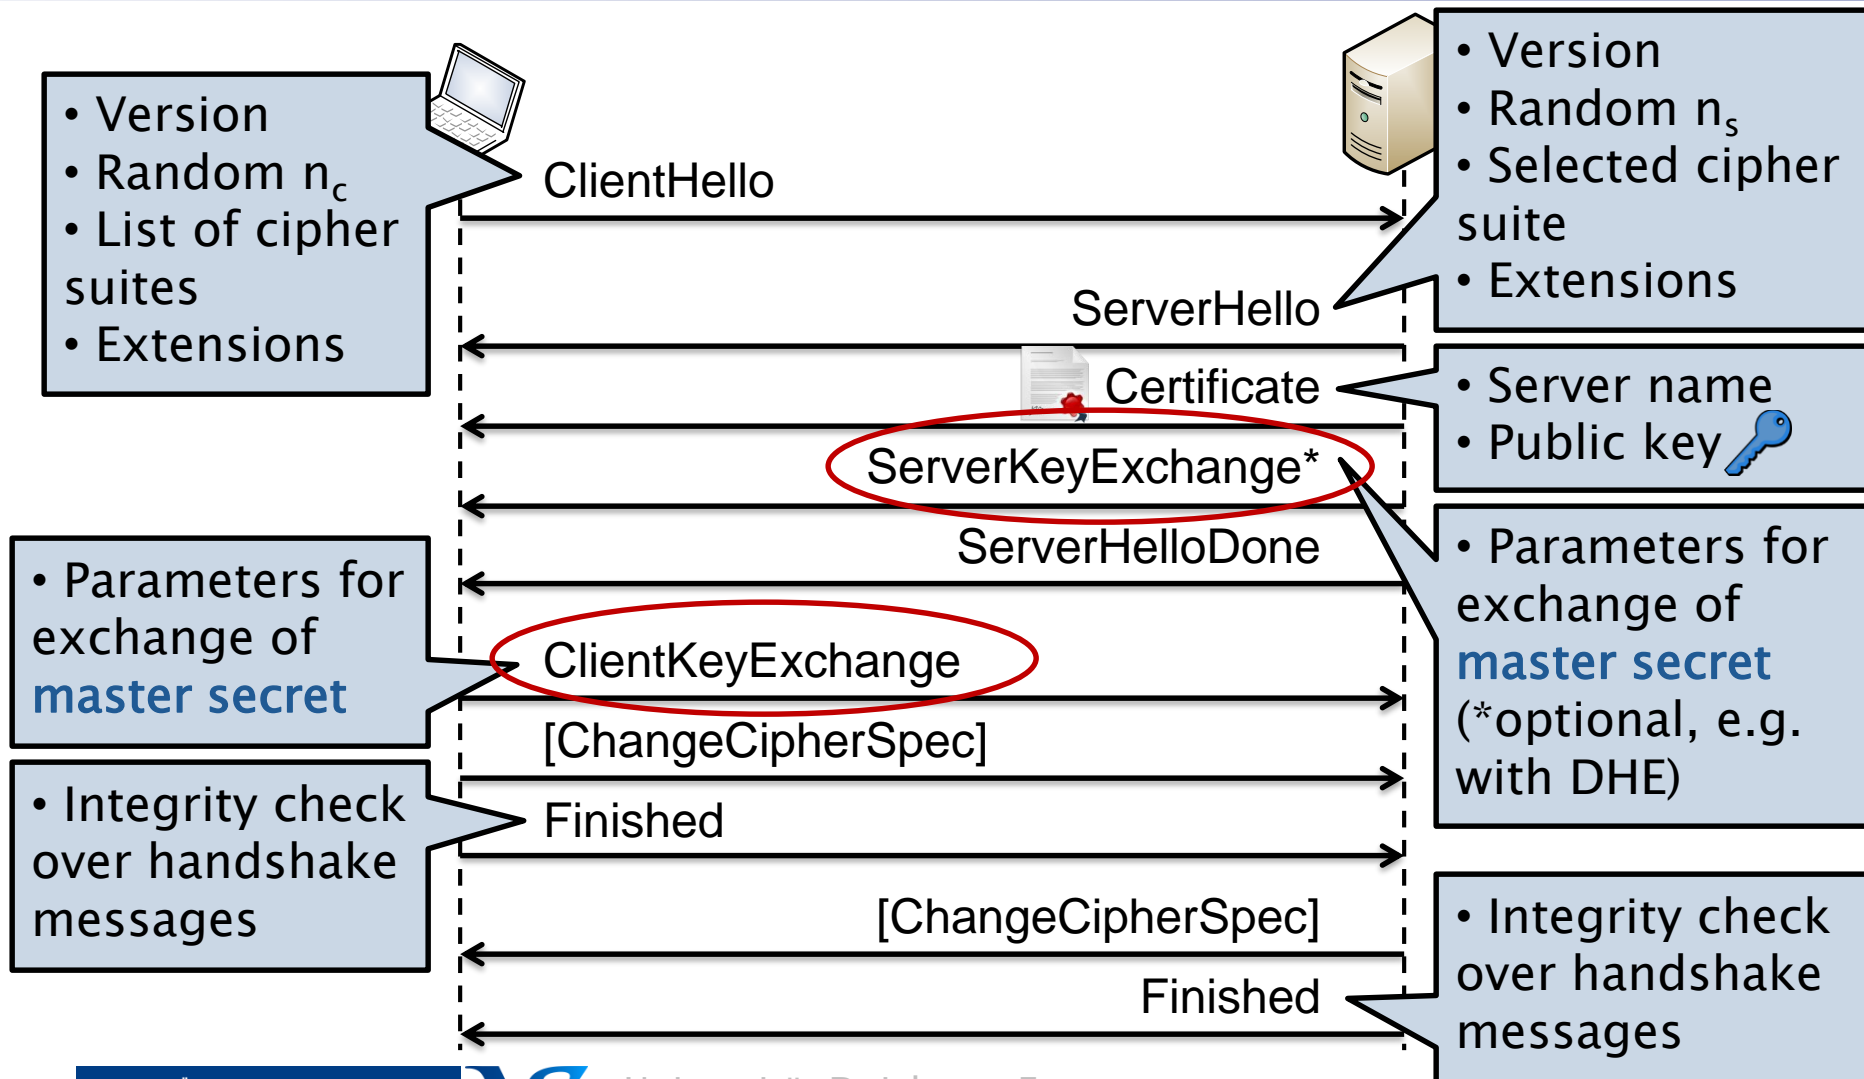 • Version
• Random nc
• List of cipher
suites
• Extensions
ClientHello
• Version
• Random ns
• Selected cipher
suite
• Extensions
ServerHello
Certificate
• Server name
• Public key
ServerKeyExchange*
• Parameters for
exchange of
master secret
(*optional, e.g.
with DHE)
ServerHelloDone
• Parameters for
exchange of
master secret
ClientKeyExchange
[ChangeCipherSpec]
• Integrity check
over handshake
messages
Finished
[ChangeCipherSpec]
Finished
• Integrity check
over handshake
messages